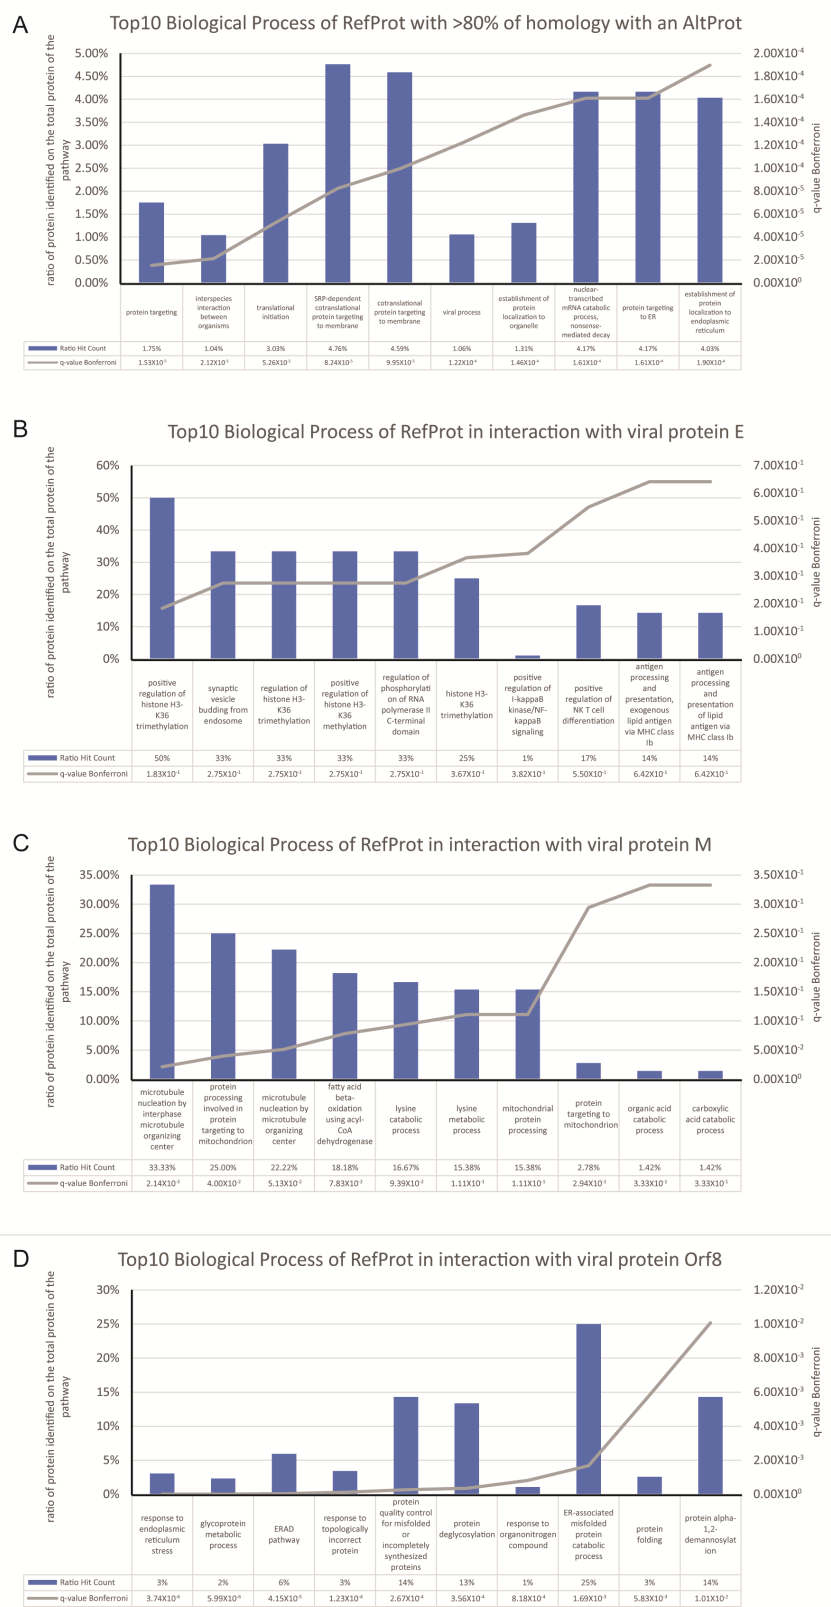 A
Top10 Biological Process of RefProt with >80% of homology with an AltProt
ratio of protein identified on the total protein of the
pathway
5.00%
4.50%
4.00%
3.50%
3.00%
2.50%
2.00%
1.50%
1.00%
0.50%
0.00%
2.00X10-4
1.80X10-4
1.60X10-4
1.40X10-4
1.20X10-4
1.00X10-4
8.00X10-5
6.00X10-5
4.00X10-5
2.00X10-5
0.00X100
q-value Bonferroni
protein targeting
interspecies
interaction
between
organisms
translational
initiation
SRP-dependent
cotranslational
protein targeting
to membrane
cotranslational
protein targeting
to membrane
viral process
establishment of
protein
localization to
organelle
nuclear-
transcribed
mRNA catabolic
process,
nonsense-
mediated decay
protein targeting
to ER
establishment of
protein
localization to
endoplasmic
reticulum
Ratio Hit Count 1.75% 1.04% 3.03% 4.76% 4.59% 1.06% 1.31% 4.17% 4.17% 4.03%
q-value Bonferroni 1.53X10-5 2.12X10-5 5.26X10-5 8.24X10-5 9.95X10-5 1.22X10-4 1.46X10-4 1.61X10-4 1.61X10-4 1.90X10-4
B
Top10 Biological Process of RefProt in interaction with viral protein E
ratio of protein identified on the total protein of the
pathway
60%
50%
40%
30%
20%
10%
0%
7.00X10-1
6.00X10-1
5.00X10-1
4.00X10-1
3.00X10-1
2.00X10-1
1.00X10-1
0.00X100
q-value Bonferroni
positive
regulation of
histone H3-
K36
trimethylation
synaptic
vesicle
budding from
endosome
regulation of
histone H3-
K36
trimethylation
positive
regulation of
histone H3-
K36
methylation
regulation of
phosphorylati
on of RNA
polymerase II
C-terminal
domain
histone H3-
K36
trimethylation
positive
regulation of
I-kappaB
kinase/NF-
kappaB
signaling
positive
regulation of
NK T cell
differentiation
antigen
processing
and
presentation,
exogenous
lipid antigen
via MHC class
Ib
antigen
processing
and
presentation
of lipid
antigen via
MHC class Ib
Ratio Hit Count 50% 33% 33% 33% 33% 25% 1% 17% 14% 14%
q-value Bonferroni 1.83X10-1 2.75X10-1 2.75X10-1 2.75X10-1 2.75X10-1 3.67X10-1 3.82X10-1 5.50X10-1 6.42X10-1 6.42X10-1
C
Top10 Biological Process of RefProt in interaction with viral protein M
ratio of protein identified on the total protein of the
pathway
35.00%
30.00%
25.00%
20.00%
15.00%
10.00%
5.00%
0.00%
3.50X10-1
3.00X10-1
2.50X10-1
2.00X10-1
1.50X10-1
1.00X10-1
5.00X10-2
0.00X100
q-value Bonferroni
microtubule
nucleation by
interphase
microtubule
organizing
center
protein
processing
involved in
protein
targeting to
mitochondrion
microtubule
nucleation by
microtubule
organizing
center
fatty acid
beta-
oxidation
using acyl-
CoA
dehydrogenase
lysine
catabolic
process
lysine
metabolic
process
mitochondrial
protein
processing
protein
targeting to
mitochondrion
organic acid
catabolic
process
carboxylic
acid catabolic
process
Ratio Hit Count 33.33% 25.00% 22.22% 18.18% 16.67% 15.38% 15.38% 2.78% 1.42% 1.42%
q-value Bonferroni 2.14X10-2 4.00X10-2 5.13X10-2 7.83X10-2 9.39X10-2 1.11X10-1 1.11X10-1 2.94X10-1 3.33X10-1 3.33X10-1
D
Top10 Biological Process of RefProt in interaction with viral protein Orf8
ratio of protein identified on the total protein of the
pathway
30%
25%
20%
15%
10%
5%
0%
1.20X10-2
1.00X10-2
8.00X10-3
6.00X10-3
4.00X10-3
2.00X10-3
0.00X100
q-value Bonferroni
response to
endoplasmic
reticulum
stress
glycoprotein
metabolic
process
ERAD
pathway
response to
topologically
incorrect
protein
protein
quality control
for misfolded
or
incompletely
synthesized
proteins
protein
deglycosylation
response to
organonitrogen
compound
ER-associated
misfolded
protein
catabolic
process
protein
folding
protein alpha-
1,2-
demannosylat
ion
Ratio Hit Count 3% 2% 6% 3% 14% 13% 1% 25% 3% 14%
q-value Bonferroni 3.74X10-6 5.99X10-6 4.15X10-5 1.23X10-4 2.67X10-4 3.56X10-4 8.18X10-4 1.69X10-3 5.83X10-3 1.01X10-2